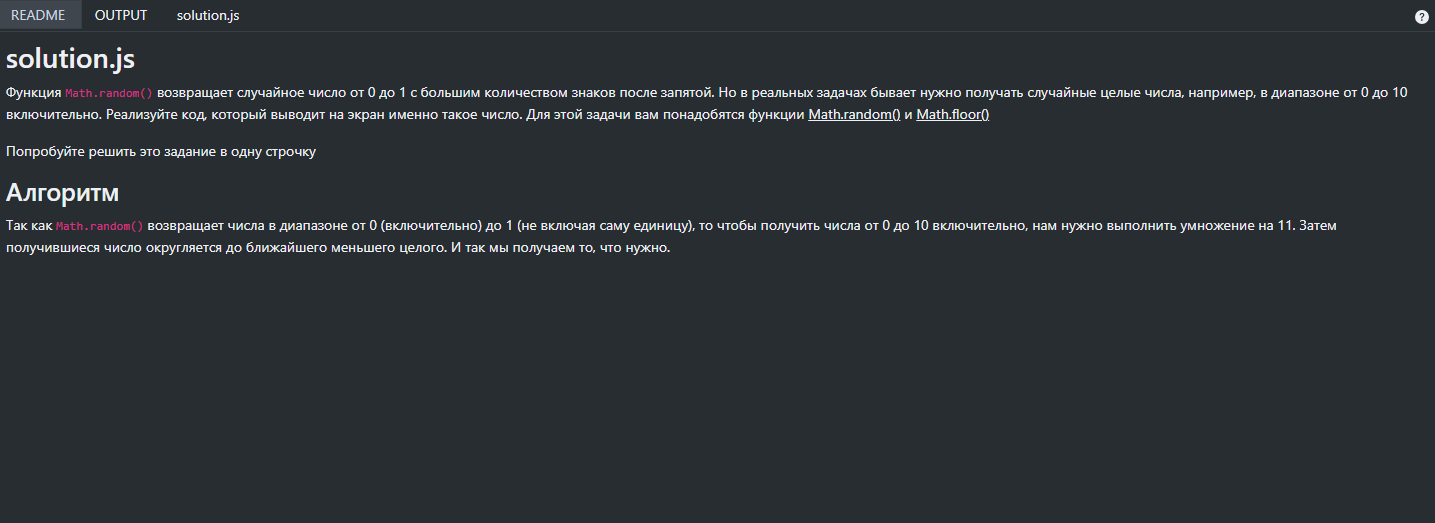 README OUTPUT solution.js
solution.js
Функция Math.random() возвращает случайное число от 0 до 1 с большим количеством знаков после запятой. Но в реальных задачах бывает нужно получать случайные целые числа, например, в диапазоне от 0 до 10
включительно. Реализуйте код, который выводит на экран именно такое число. Для этой задачи вам понадобятся функции Math.random() и Math.floor()
Попробуйте решить это задание в одну строчку
Алгоритм
Так как Math.random() возвращает числа в диапазоне от 0 (включительно) до 1 (не включая саму единицу), то чтобы получить числа от 0 до 10 включительно, нам нужно выполнить умножение на 11. Затем
получившиеся число округляется до ближайшего меньшего целого. И так мы получаем то, что нужно.